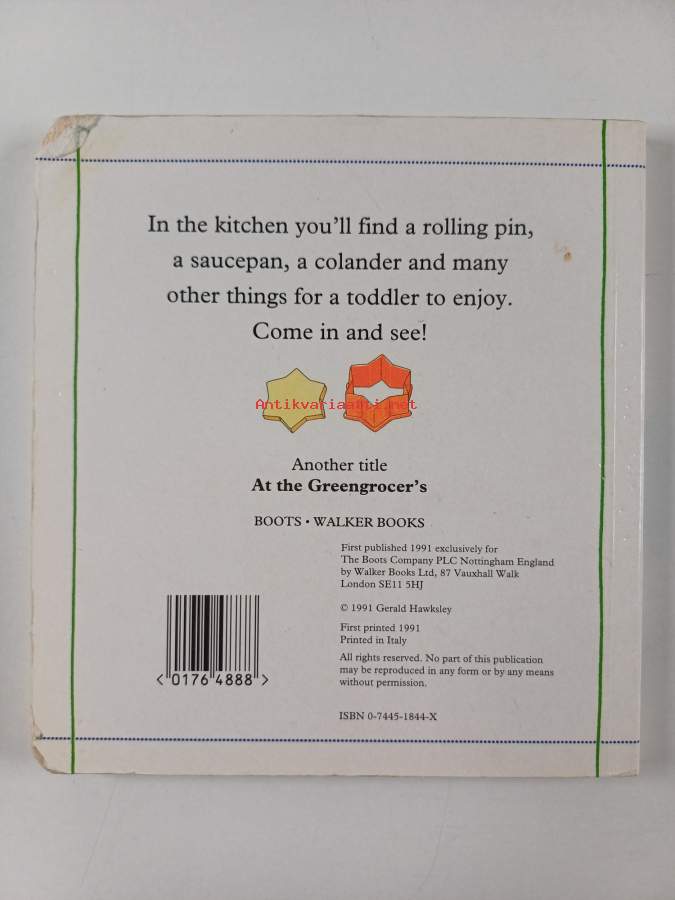 In the kitchen you'll find a rolling pin,
a saucepan, a colander and many
other things for a toddler to enjoy.
Come in and see!
Antikvariaatti.net
Another title
At the Greengrocer's
BOOTS • WALKER BOOKS
First published 1991 exclusively for
The Boots Company PLC Nottingham England
by Walker Books Ltd, 87 Vauxhall Walk
London SE11 5HJ
© 1991 Gerald Hawksley
First printed 1991
Printed in Italy
All rights reserved. No part of this publication
may be reproduced in any form or by any means
without permission.
ISBN 0-7445-1844-X
<0176 4888>